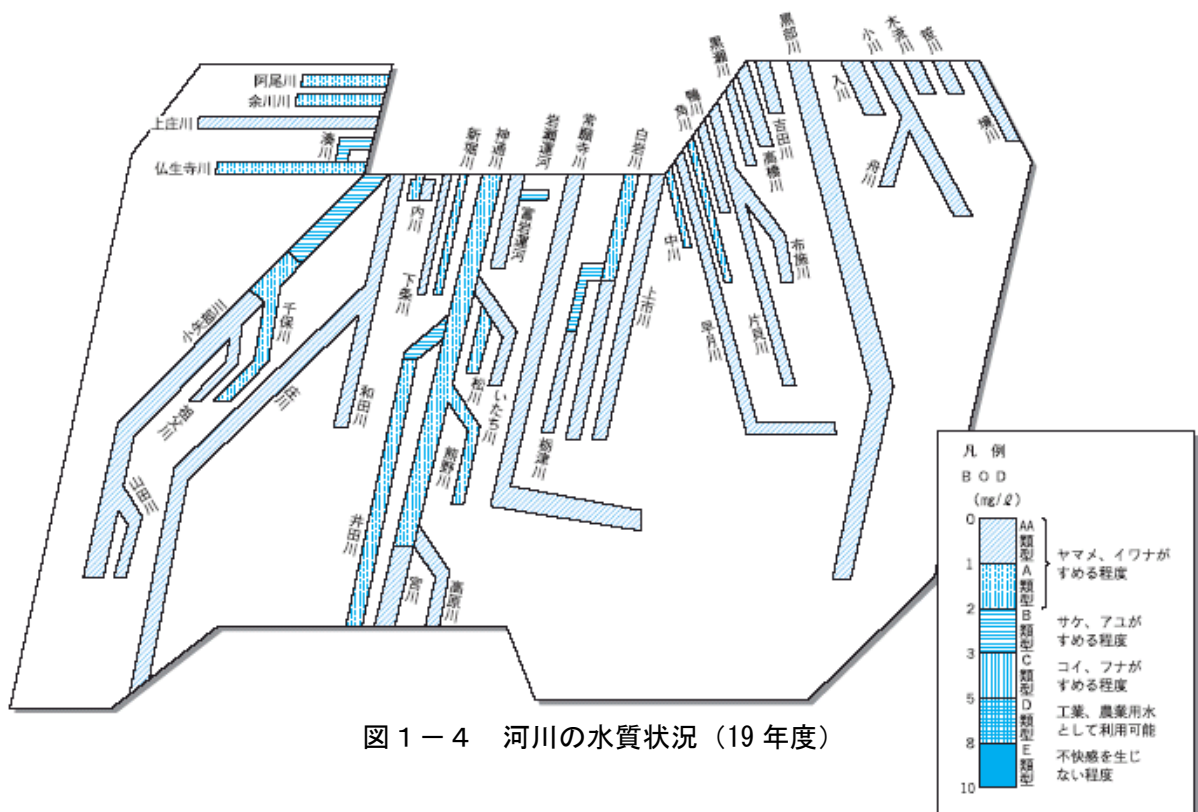 阿尾川
余川川
上庄川
湊川
仏生寺川
内川
下条川
新堀川
神通川
岩瀬運河
富岩運河
常願寺川
白岩川
上市川
栃津川
中川
角川
鴨川
早月川
片貝川
布施川
黒瀬川
高橋川
吉田川
黒部川
入川
小川
舟川
木流川
笹川
境川
小矢部川
千保川
祖父川
山田川
庄川
和田川
松川
いたち川
熊野川
井田川
宮川
高原川
凡 例
BOD
(mg/ℓ)
0
1
2
3
5
8
10
AA類型
A類型
B類型
C類型
D類型
E類型
ヤマメ、イワナが
すめる程度
サケ、アユが
すめる程度
コイ、フナが
すめる程度
工業、農業用水
として利用可能
不快感を生じ
ない程度
図1-4 河川の水質状況（19年度）